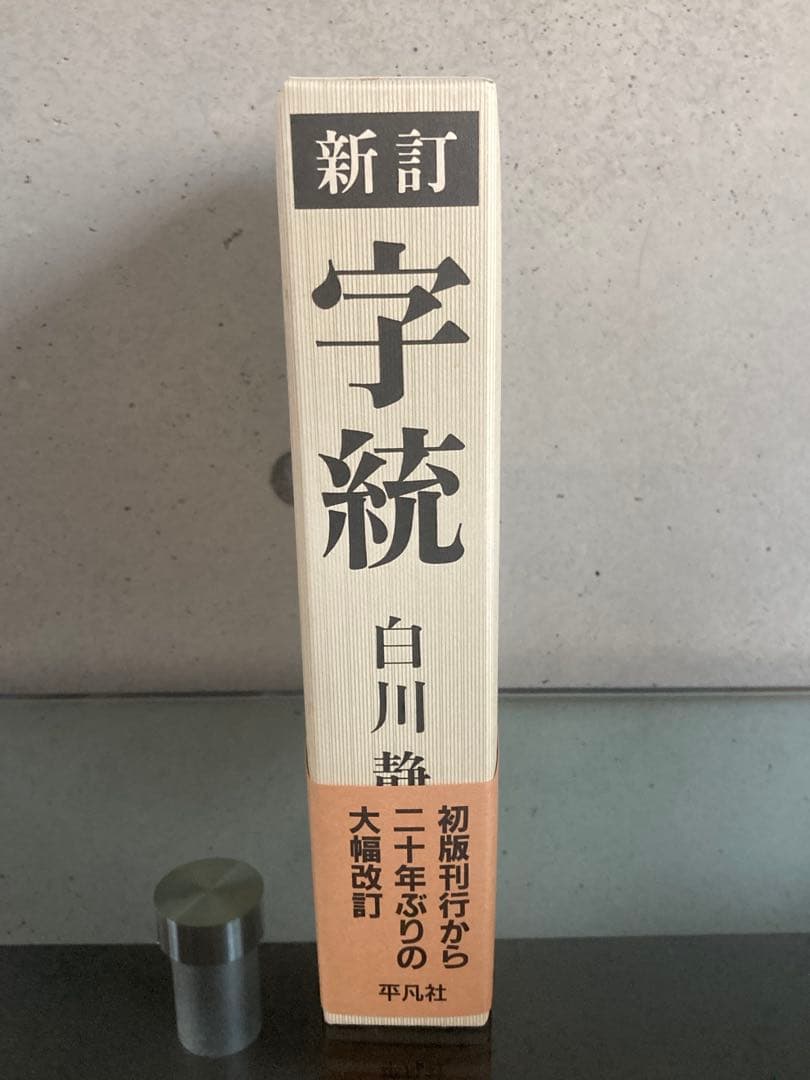 新訂
字統
白川静
初版刊行から
二十年ぶりの
大幅改訂
平凡社